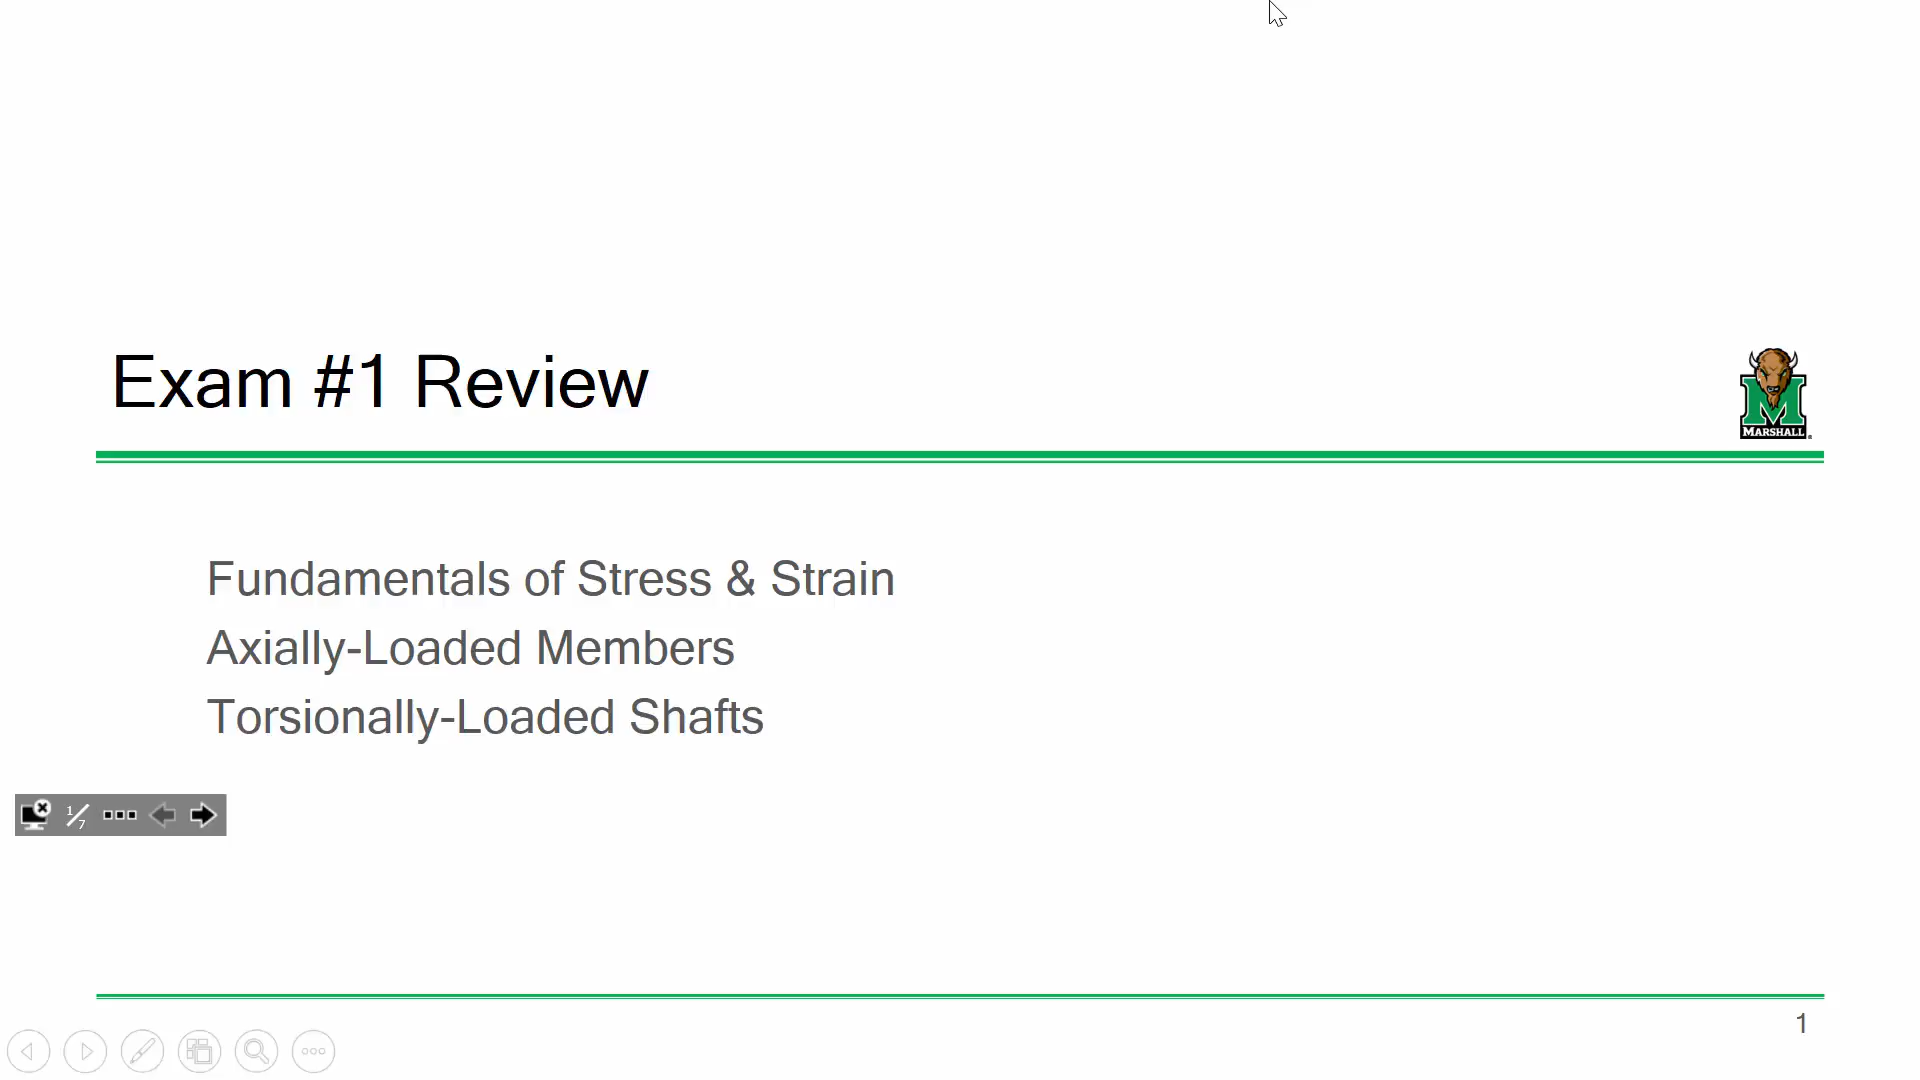 Exam #1 Review
MARSHALL
Fundamentals of Stress & Strain
Axially-Loaded Members
Torsionally-Loaded Shafts
1/7
1